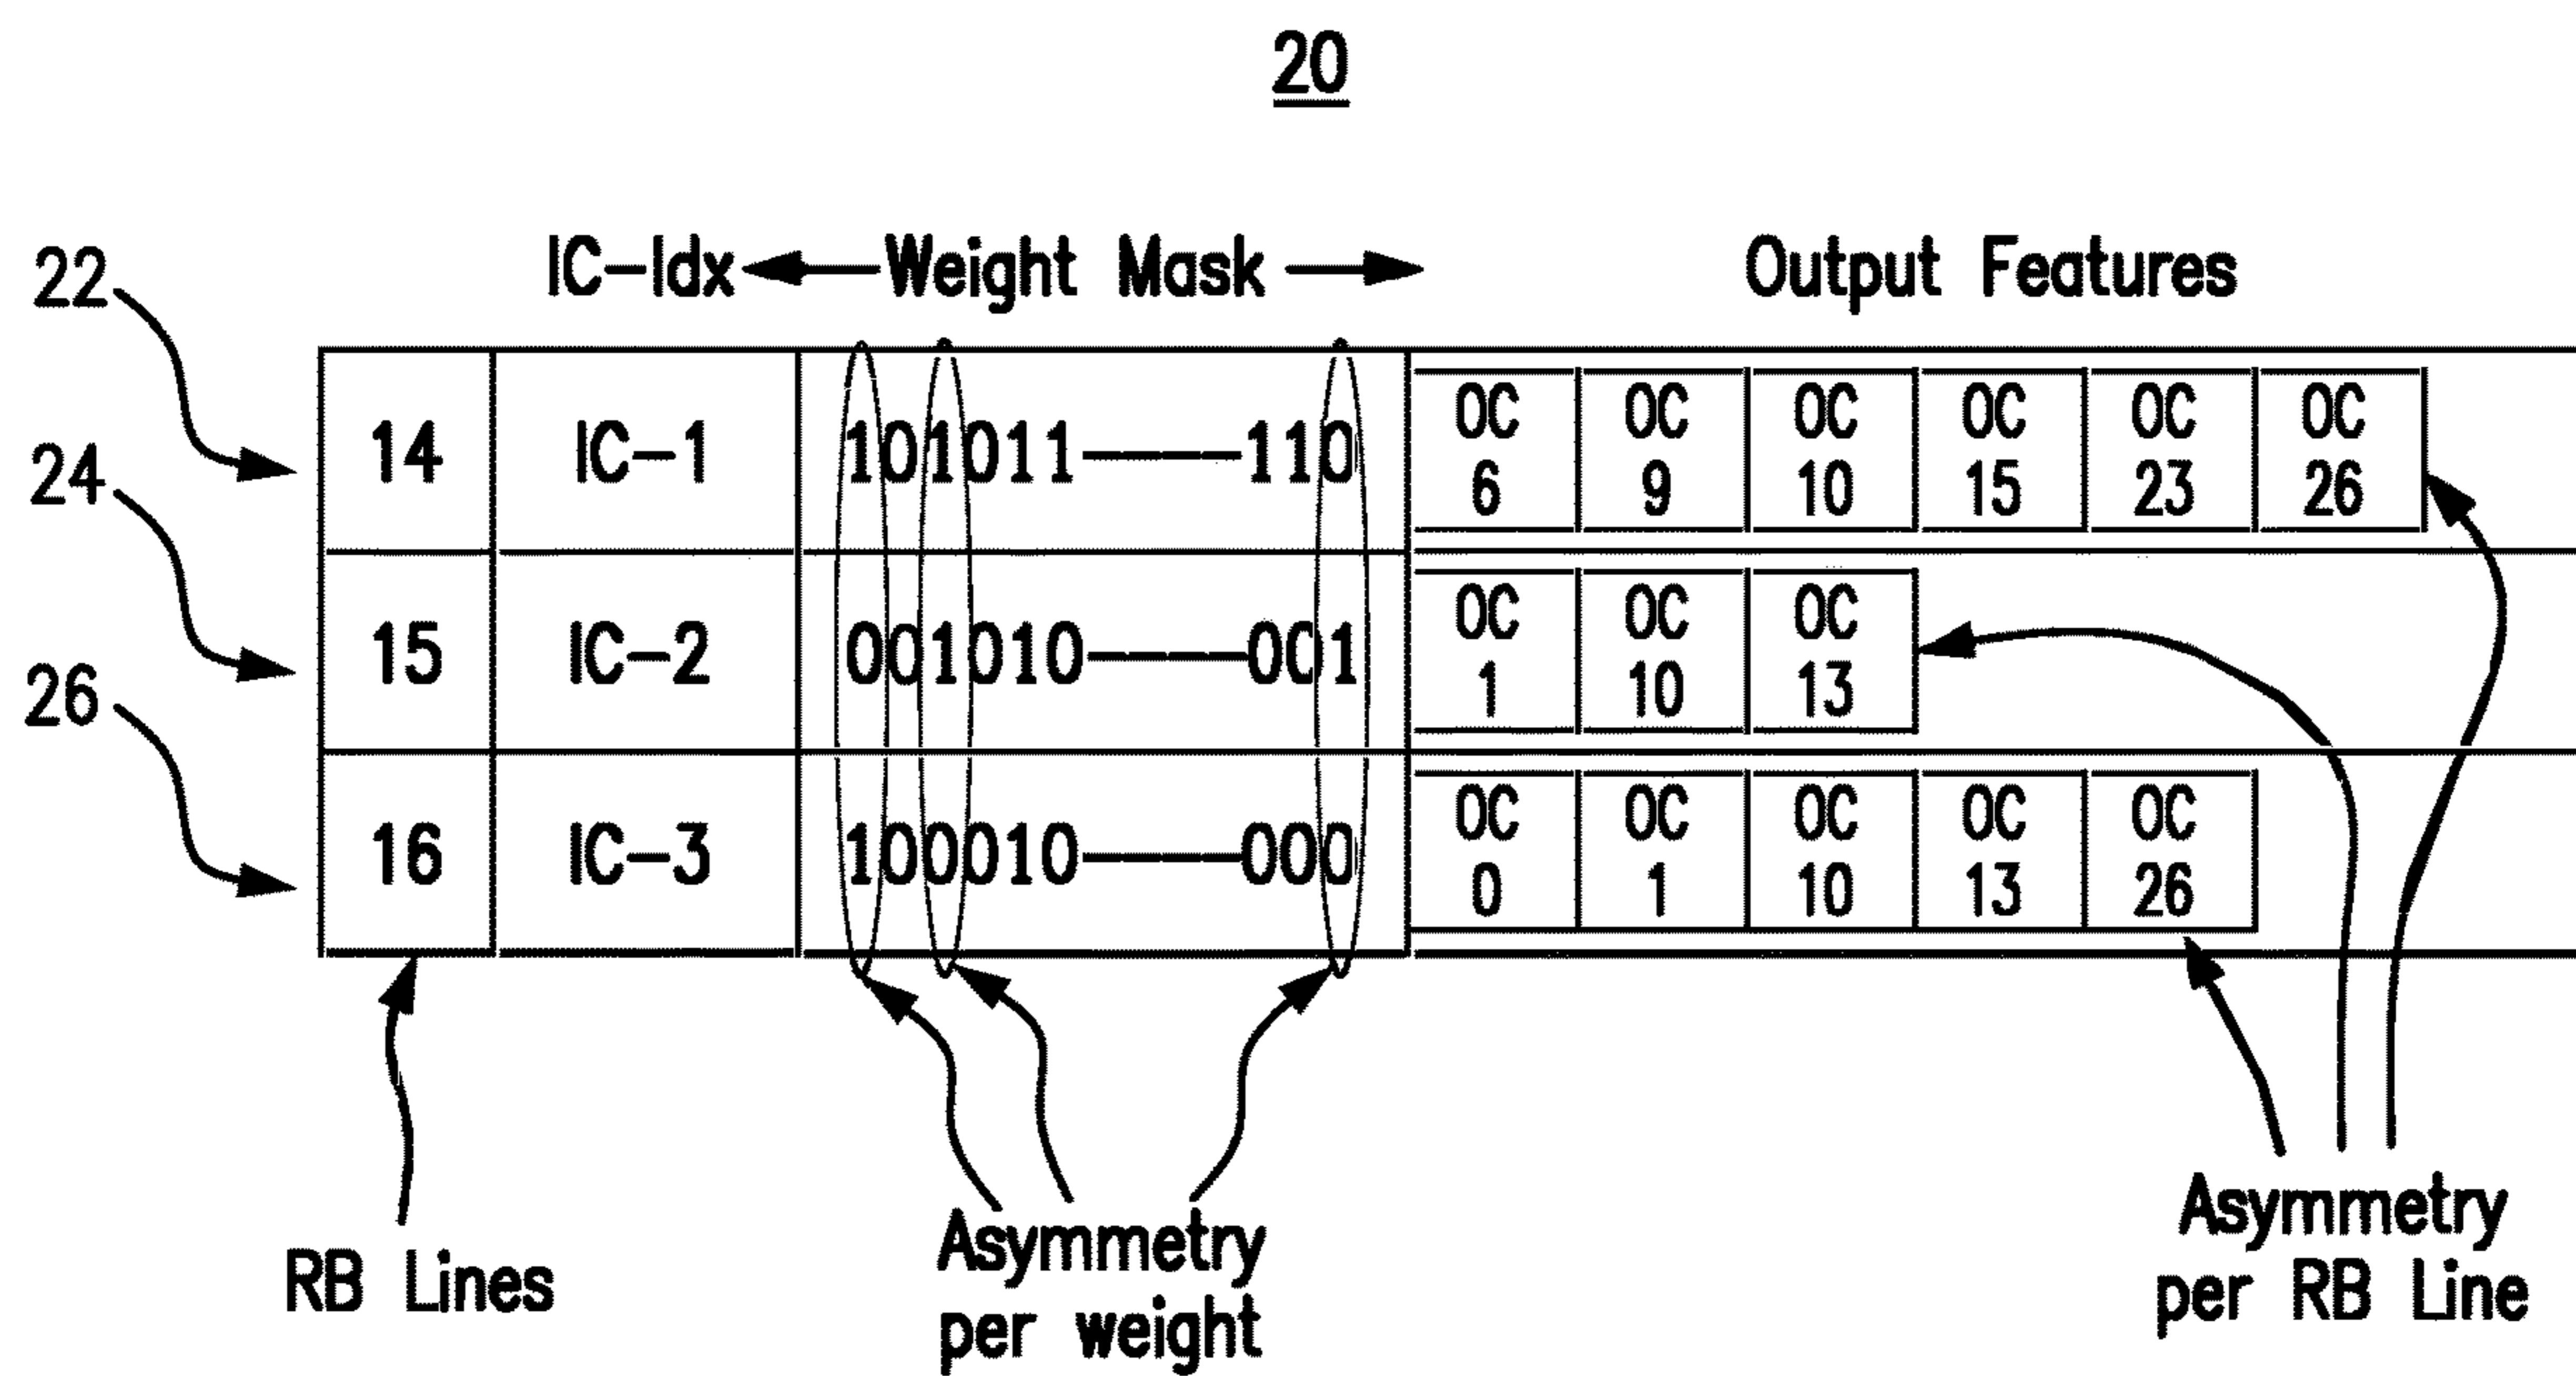 20
IC-Idx Weight Mask Output Features
22
14 IC-1 101011----110 OC 6 OC 9 OC 10 OC 15 OC 23 OC 26
24
15 IC-2 001010----001 OC 1 OC 10 OC 13
26
16 IC-3 100010----000 OC 0 OC 1 OC 10 OC 13 OC 26
RB Lines
Asymmetry
per weight
Asymmetry
per RB Line